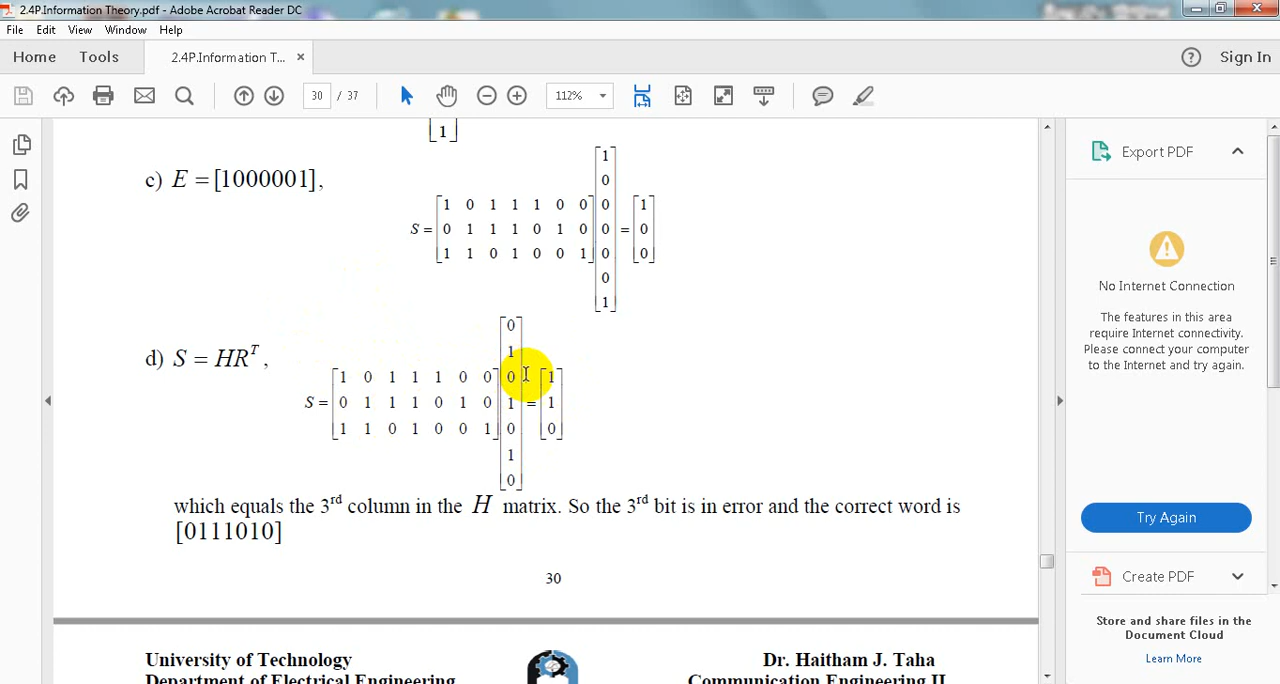 2.4P.Information Theory.pdf - Adobe Acrobat Reader DC
File Edit View Window Help
Home Tools 2.4P.Information T... × ? Sign In
30 / 37 112%
[1]
c) E = [1000001],
S = [1 0 1 1 1 0 0] [1
0 1 1 1 0 1 0
1 1 0 1 0 0 1] 0
0
0
0
0
1] = [1
0
0]
d) S = HR^T,
S = [1 0 1 1 1 0 0
0 1 1 1 0 1 0
1 1 0 1 0 0 1] [0
1
0
1
0
1
0] = [1
1
0]
which equals the 3rd column in the H matrix. So the 3rd bit is in error and the correct word is
[0111010]
30
University of Technology Dr. Haitham J. Taha
Department of Electrical Engineering Communication Engineering II
Export PDF
No Internet Connection
The features in this area
require Internet connectivity.
Please connect your computer
to the Internet and try again.
Try Again
Create PDF
Store and share files in the
Document Cloud
Learn More